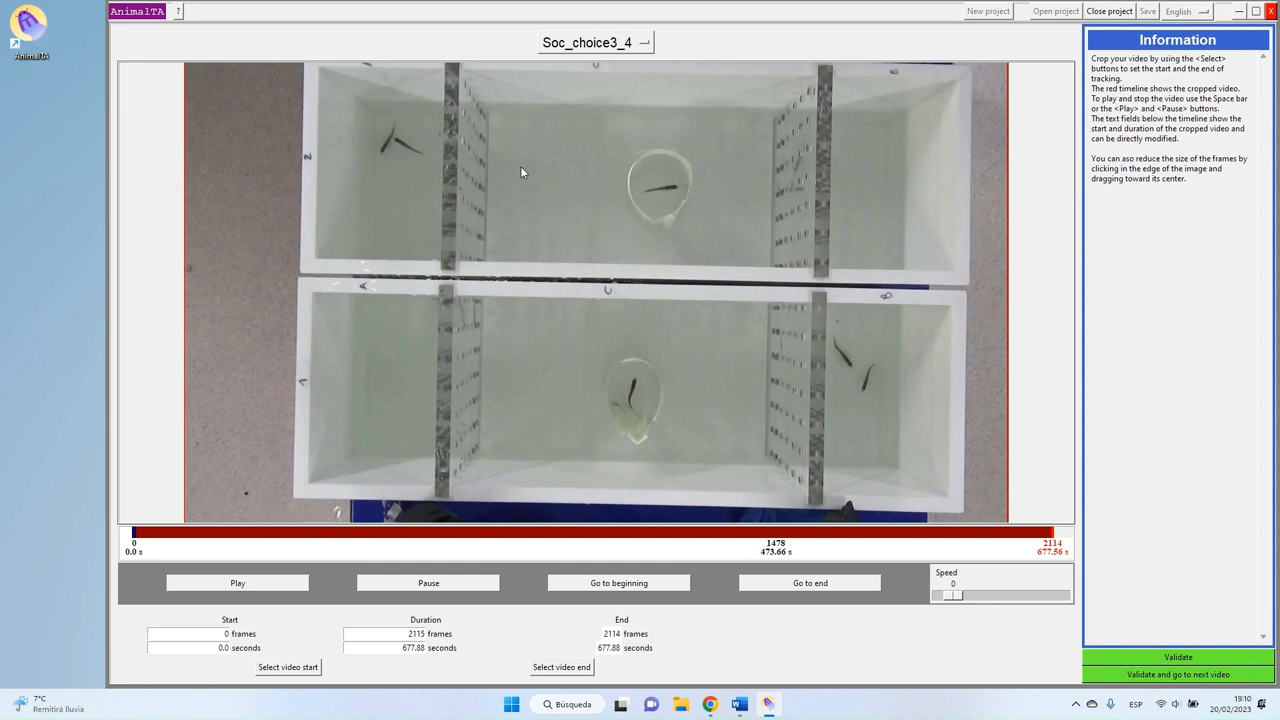 AnimalTA ? New project Open project Close project Save English
AnimalTA
Soc_choice3_4
Information
Crop your video by using the <Select>
buttons to set the start and the end of
tracking.
The red timeline shows the cropped video.
To play and stop the video use the Space bar
or the <Play> and <Pause> buttons.
The text fields below the timeline show the
start and duration of the cropped video and
can be directly modified.
You can aso reduce the size of the frames by
clicking in the edge of the image and
dragging toward its center.
C
B
2
A C B
1
0 1478 2114
0.0 s 473.66 s 677.56 s
Play Pause Go to beginning Go to end
Speed
0
Start Duration End
0 frames 2115 frames 2114 frames
0.0 seconds 677.88 seconds 677.88 seconds
Select video start Select video end
Validate
Validate and go to next video
7°C
Remitirá lluvia
Búsqueda
ESP
19:10
20/02/2023